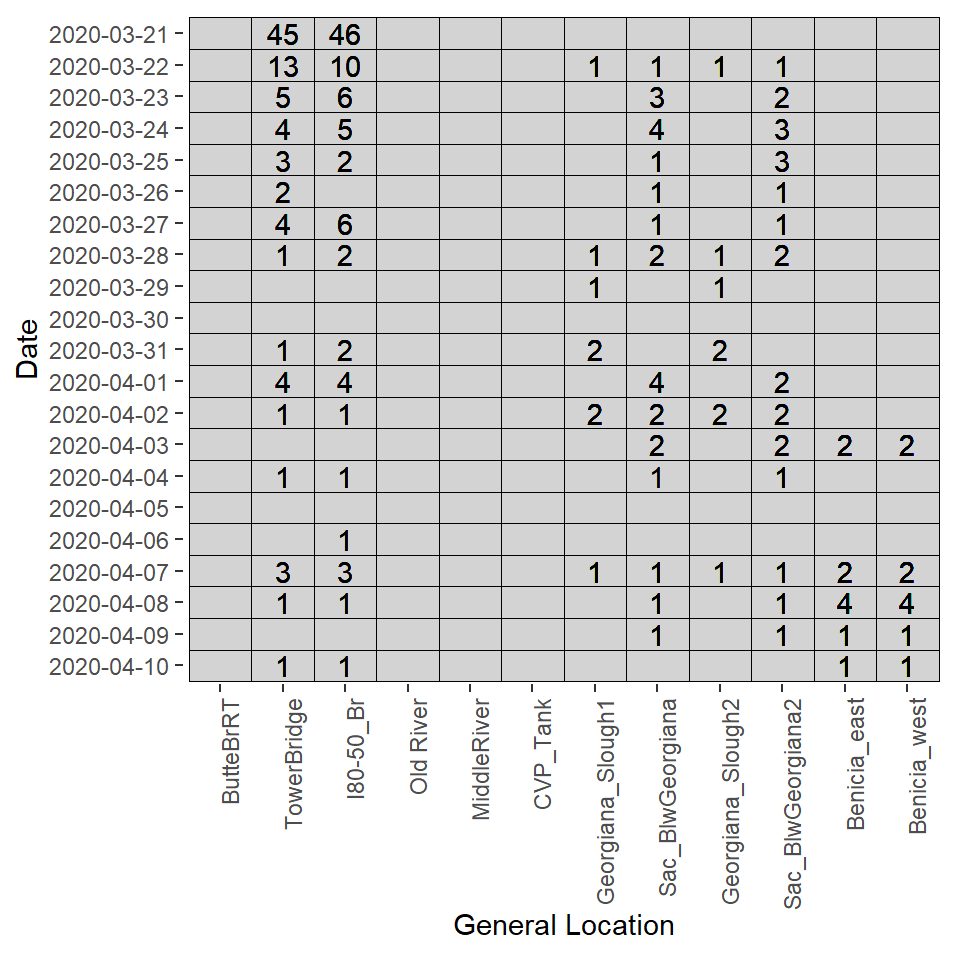 2020-03-21 45 46
2020-03-22 13 10 1 1 1 1
2020-03-23 5 6 3 2
2020-03-24 4 5 4 3
2020-03-25 3 2 1 3
2020-03-26 2 1 1
2020-03-27 4 6 1 1
2020-03-28 1 2 1 2 1 2
2020-03-29 1 1
2020-03-30
2020-03-31 1 2 2 2
2020-04-01 4 4 4 2
2020-04-02 1 1 2 2 2 2
2020-04-03 2 2 2 2
2020-04-04 1 1 1 1
2020-04-05
2020-04-06 1
2020-04-07 3 3 1 1 1 1 2 2
2020-04-08 1 1 1 1 4 4
2020-04-09 1 1 1 1
2020-04-10 1 1 1 1
Date
ButteBrRT
TowerBridge
I80-50_Br
Old River
MiddleRiver
CVP_Tank
Georgiana_Slough1
Sac_BlwGeorgiana
Georgiana_Slough2
Sac_BlwGeorgiana2
Benicia_east
Benicia_west
General Location